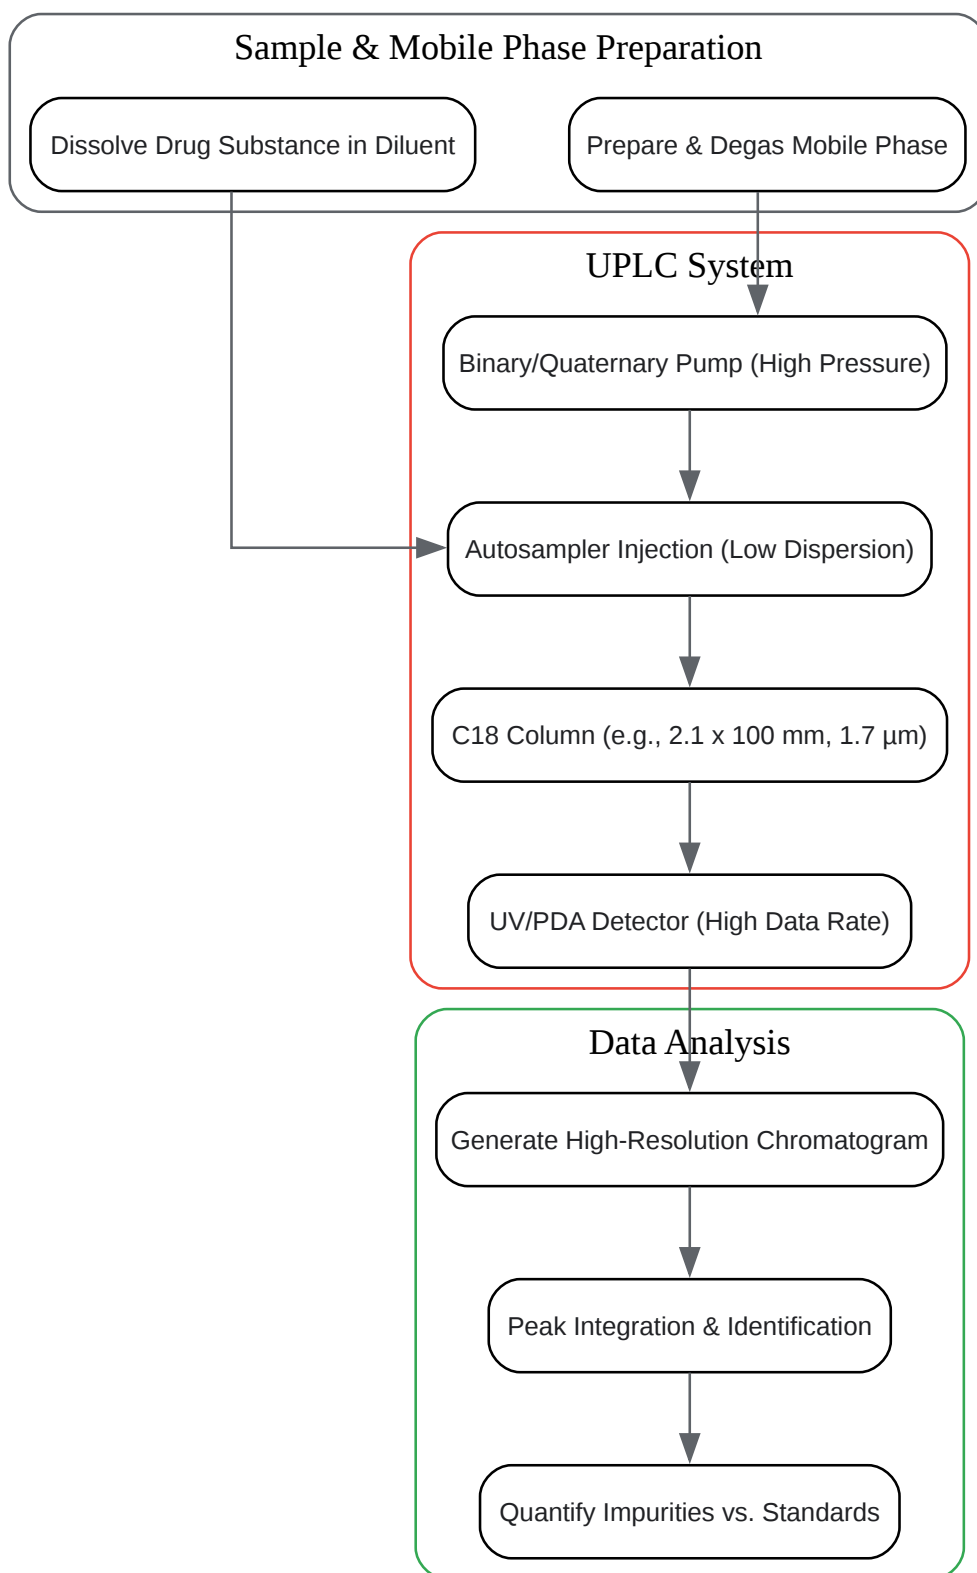 Sample & Mobile Phase Preparation
Dissolve Drug Substance in Diluent
Prepare & Degas Mobile Phase
UPLC System
Binary/Quaternary Pump (High Pressure)
Autosampler Injection (Low Dispersion)
C18 Column (e.g., 2.1 x 100 mm, 1.7 µm)
UV/PDA Detector (High Data Rate)
Data Analysis
Generate High-Resolution Chromatogram
Peak Integration & Identification
Quantify Impurities vs. Standards